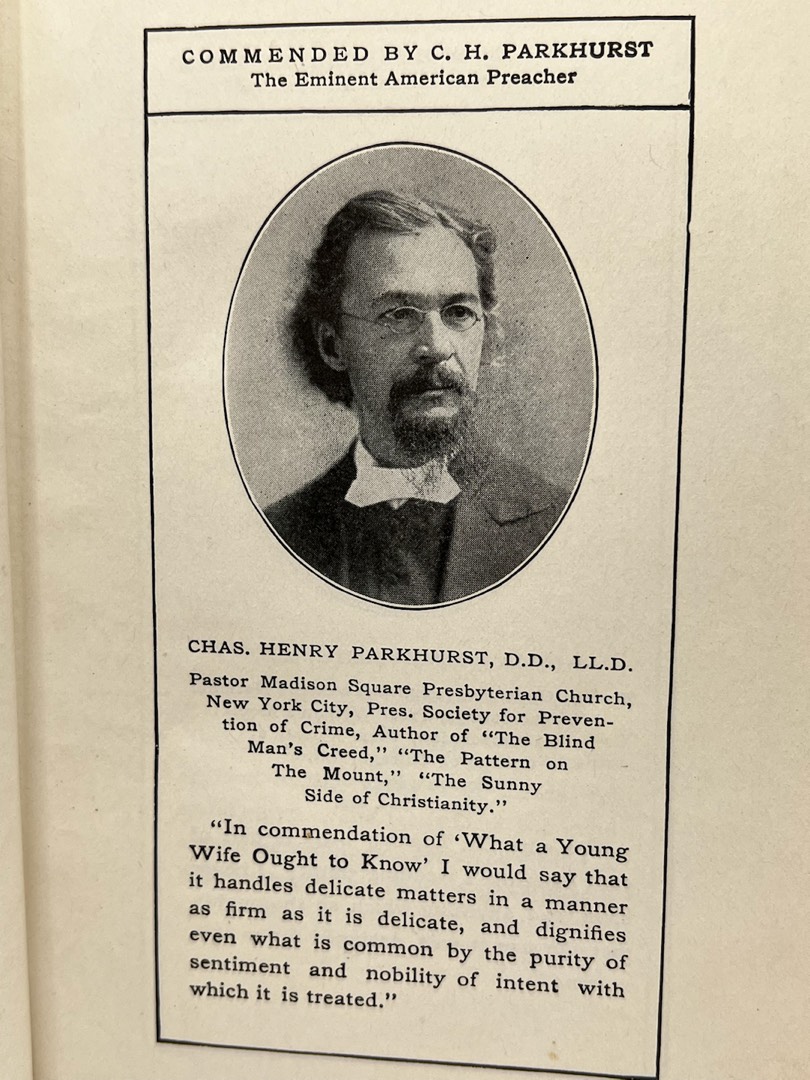 COMMENDED BY C. H. PARKHURST
The Eminent American Preacher
CHAS. HENRY PARKHURST, D.D., LL.D.
Pastor Madison Square Presbyterian Church,
New York City, Pres. Society for Preven-
tion of Crime, Author of “The Blind
Man’s Creed,” “The Pattern on
The Mount,” “The Sunny
Side of Christianity.”
“In commendation of ‘What a Young
Wife Ought to Know’ I would say that
it handles delicate matters in a manner
as firm as it is delicate, and dignifies
even what is common by the purity of
sentiment and nobility of intent with
which it is treated.”